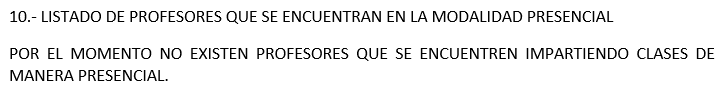 10.- LISTADO DE PROFESORES QUE SE ENCUENTRAN EN LA MODALIDAD PRESENCIAL
POR EL MOMENTO NO EXISTEN PROFESORES QUE SE ENCUENTREN IMPARTIENDO CLASES DE
MANERA PRESENCIAL.